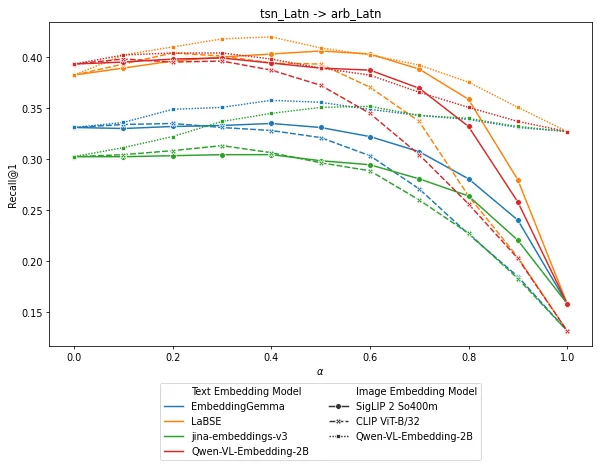 tsn_Latn -> arb_Latn
Recall@1
0.40
0.35
0.30
0.25
0.20
0.15
0.0
0.2
0.4
0.6
0.8
1.0
α
Text Embedding Model
EmbeddingGemma
LaBSE
jina-embeddings-v3
Qwen-VL-Embedding-2B
Image Embedding Model
SigLIP 2 So400m
CLIP ViT-B/32
Qwen-VL-Embedding-2B